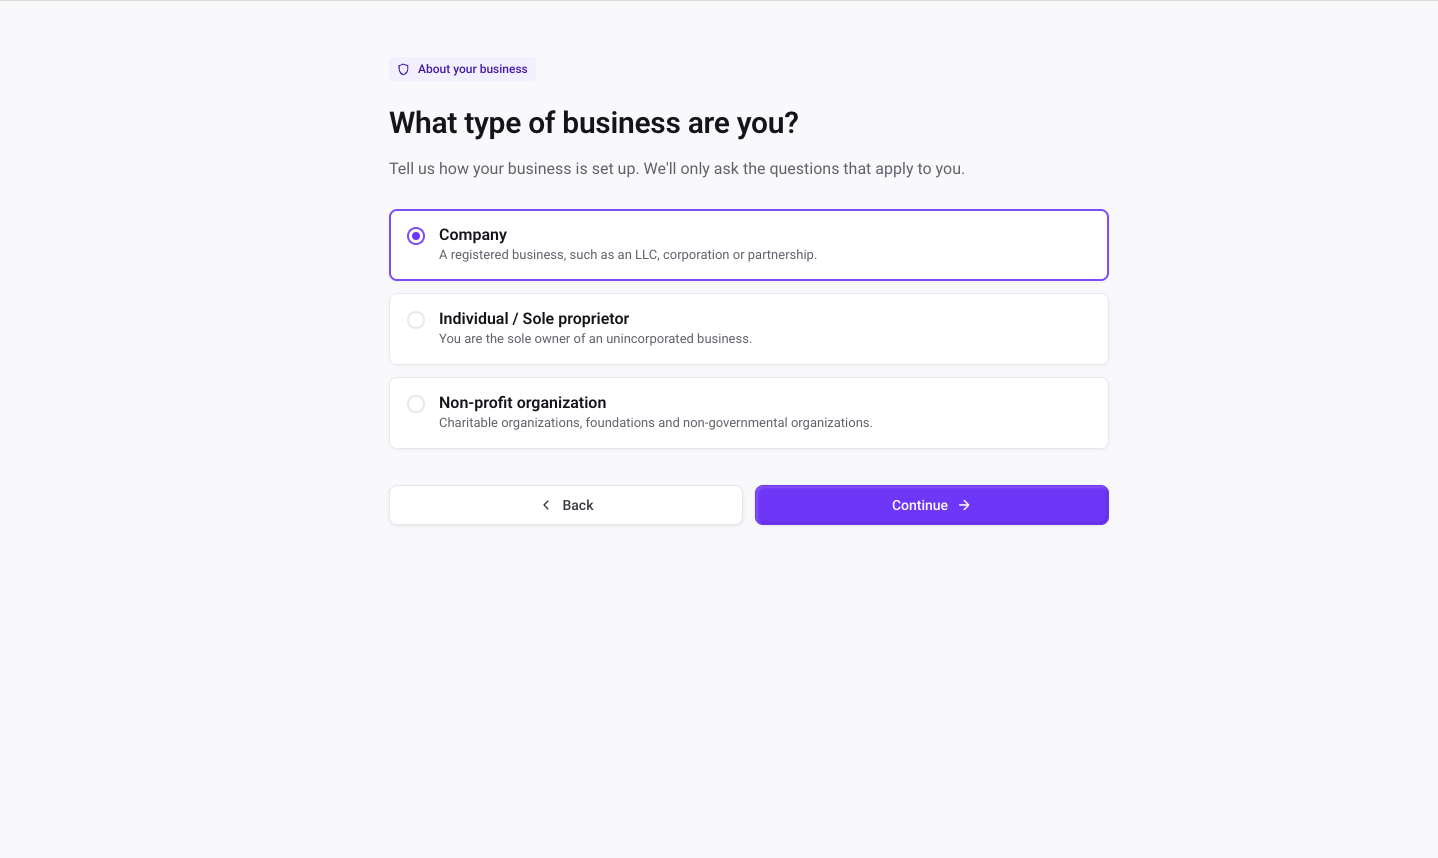 About your business
What type of business are you?
Tell us how your business is set up. We'll only ask the questions that apply to you.
Company
A registered business, such as an LLC, corporation or partnership.
Individual / Sole proprietor
You are the sole owner of an unincorporated business.
Non-profit organization
Charitable organizations, foundations and non-governmental organizations.
Back
Continue